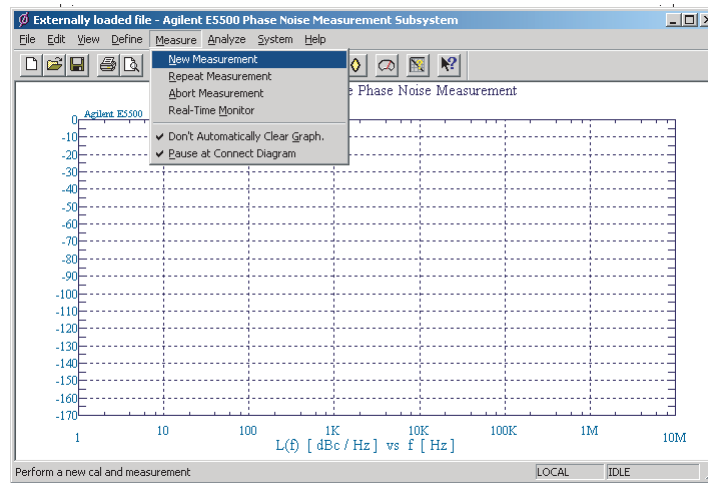 Externally loaded file - Agilent E5500 Phase Noise Measurement Subsystem
File Edit View Define Measure Analyze System Help
New Measurement
Repeat Measurement
Abort Measurement
Real-Time Monitor
✔ Don't Automatically Clear Graph.
✔ Pause at Connect Diagram
e Phase Noise Measurement
Agilent E5500
0
-10
-20
-30
-40
-50
-60
-70
-80
-90
-100
-110
-120
-130
-140
-150
-160
-170
1 10 100 1K 10K 100K 1M 10M
L(f) [ dBc / Hz ] vs f [ Hz ]
Perform a new cal and measurement LOCAL IDLE